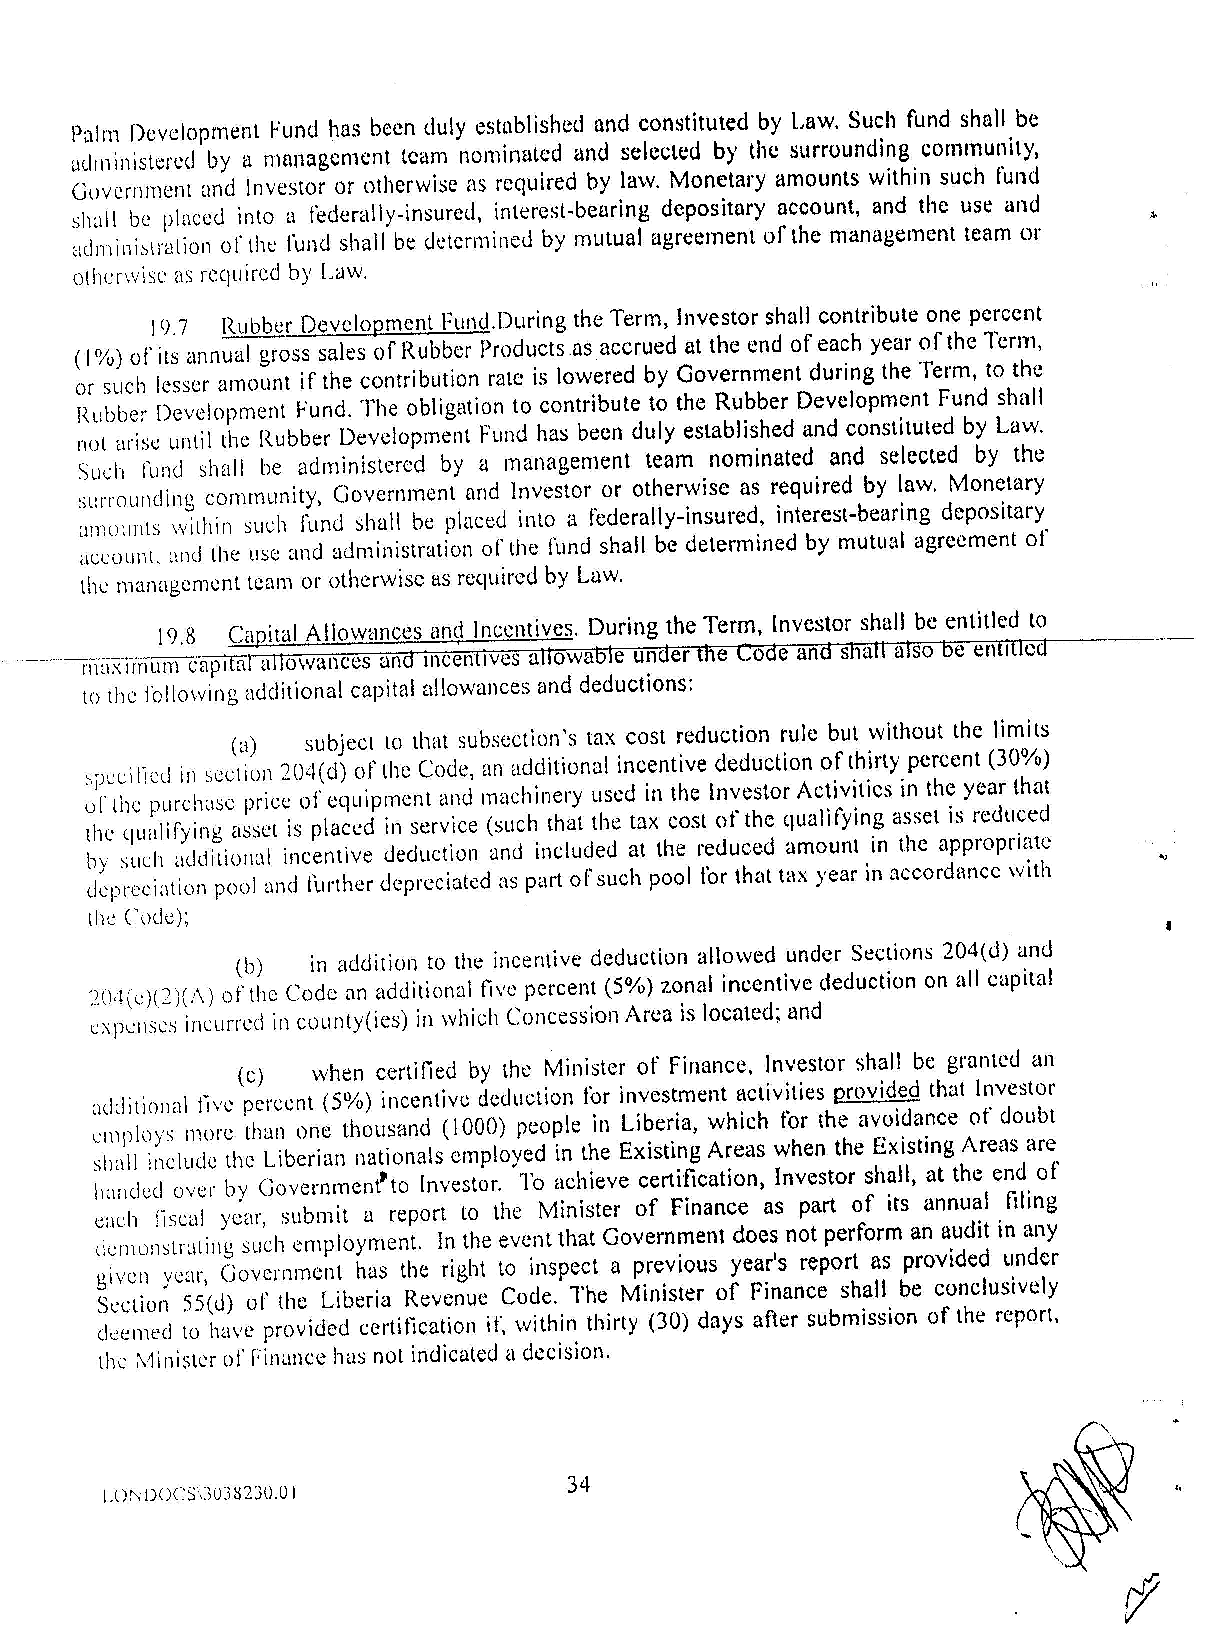 Palm Development Fund has been duly established and constituted by Law. Such fund shall be
administered by a management team nominated and selected by the surrounding community,
Government and Investor or otherwise as required by law. Monetary amounts within such fund
shall be placed into a federally-insured, interest-bearing depositary account, and the use and
administration of the fund shall be determined by mutual agreement of the management team or
otherwise as required by Law.
19.7 Rubber Development Fund.During the Term, Investor shall contribute one percent
(1%) of its annual gross sales of Rubber Products as accrued at the end of each year of the Term,
or such lesser amount if the contribution rate is lowered by Government during the Term, to the
Rubber Development Fund. The obligation to contribute to the Rubber Development Fund shall
not arise until the Rubber Development Fund has been duly established and constituted by Law.
Such fund shall be administered by a management team nominated and selected by the
surrounding community, Government and Investor or otherwise as required by law. Monetary
amounts within such fund shall be placed into a federally-insured, interest-bearing depositary
account, and the use and administration of the fund shall be determined by mutual agreement of
the management team or otherwise as required by Law.
19.8 Capital Allowances and Incentives. During the Term, Investor shall be entitled to
maximum capital allowances and incentives allowable under the Code and shall also be entitled
to the following additional capital allowances and deductions:
(a) subject to that subsection's tax cost reduction rule but without the limits
specified in section 204(d) of the Code, an additional incentive deduction of thirty percent (30%)
of the purchase price of equipment and machinery used in the Investor Activities in the year that
the qualifying asset is placed in service (such that the tax cost of the qualifying asset is reduced
by such additional incentive deduction and included at the reduced amount in the appropriate
depreciation pool and further depreciated as part of such pool for that tax year in accordance with
the Code);
(b) in addition to the incentive deduction allowed under Sections 204(d) and
204(e)(2)(A) of the Code an additional five percent (5%) zonal incentive deduction on all capital
expenses incurred in county(ies) in which Concession Area is located; and
(c) when certified by the Minister of Finance, Investor shall be granted an
additional five percent (5%) incentive deduction for investment activities provided that Investor
employs more than one thousand (1000) people in Liberia, which for the avoidance of doubt
shall include the Liberian nationals employed in the Existing Areas when the Existing Areas are
handed over by Government to Investor. To achieve certification, Investor shall, at the end of
each fiscal year, submit a report to the Minister of Finance as part of its annual filing
demonstrating such employment. In the event that Government does not perform an audit in any
given year, Government has the right to inspect a previous year's report as provided under
Section 55(d) of the Liberia Revenue Code. The Minister of Finance shall be conclusively
deemed to have provided certification if, within thirty (30) days after submission of the report,
the Minister of Finance has not indicated a decision.
34
LONDOCS\3038230.01